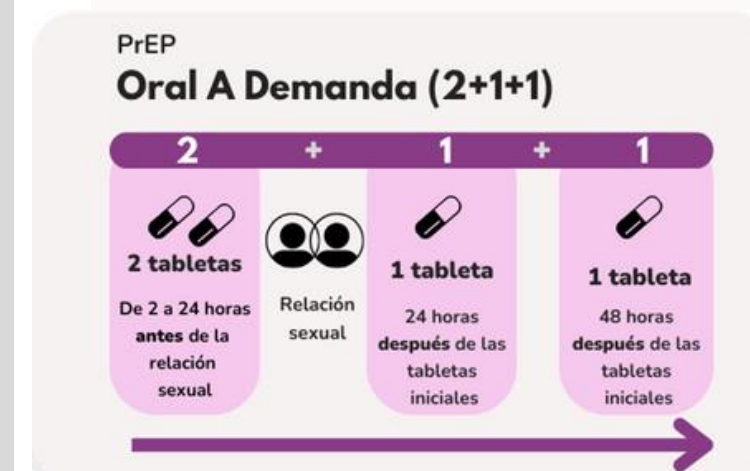 PrEP
Oral A Demanda (2+1+1)
2 + 1 + 1
2 tabletas
De 2 a 24 horas
antes de la
relación
sexual
Relación
sexual
1 tableta
24 horas
después de las
tabletas
iniciales
1 tableta
48 horas
después de las
tabletas
iniciales